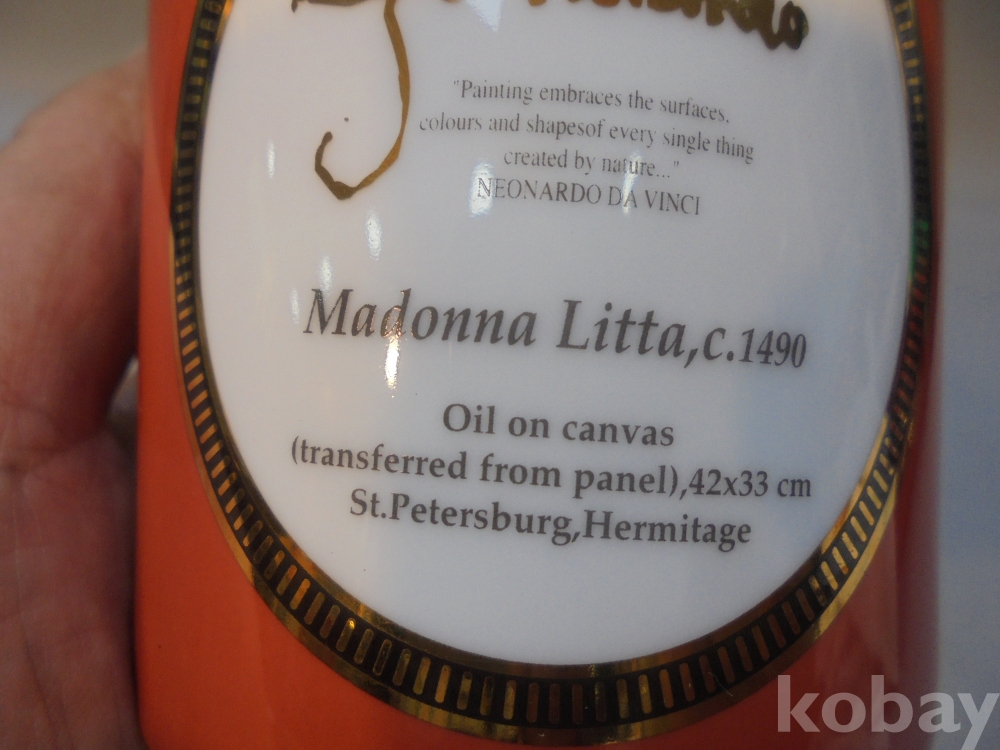 "Painting embraces the surfaces,
colours and shapesof every single thing
created by nature..."
NEONARDO DA VINCI
Madonna Litta,c.1490
Oil on canvas
(transferred from panel),42x33 cm
St.Petersburg,Hermitage
kobay